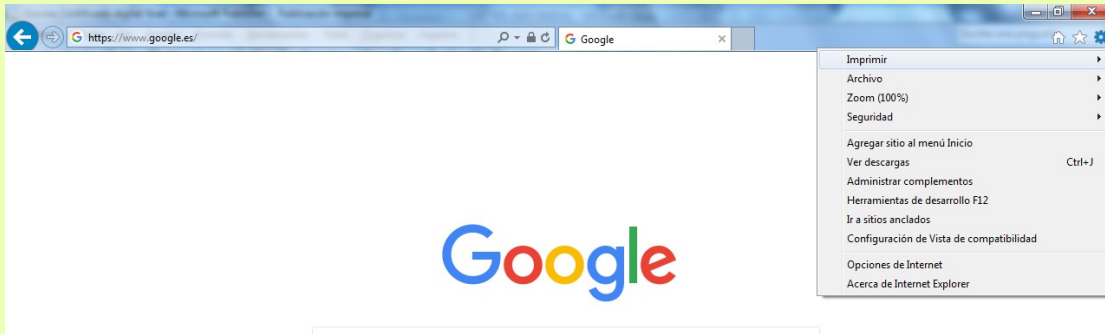 https://www.google.es/
Google
Imprimir
Archivo
Zoom (100%)
Seguridad
Agregar sitio al menú Inicio
Ver descargas Ctrl+J
Administrar complementos
Herramientas de desarrollo F12
Ir a sitios anclados
Configuración de Vista de compatibilidad
Opciones de Internet
Acerca de Internet Explorer
Google